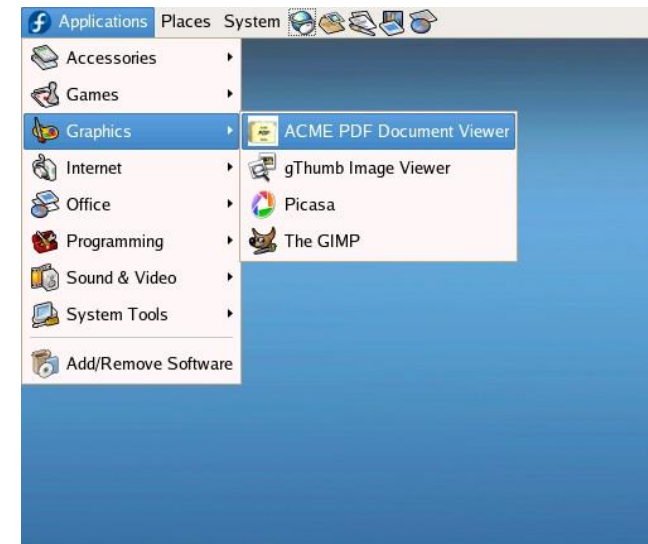 Applications Places System
Accessories
Games
Graphics
ACME PDF Document Viewer
Internet
gThumb Image Viewer
Office
Picasa
Programming
The GIMP
Sound & Video
System Tools
Add/Remove Software
PDF